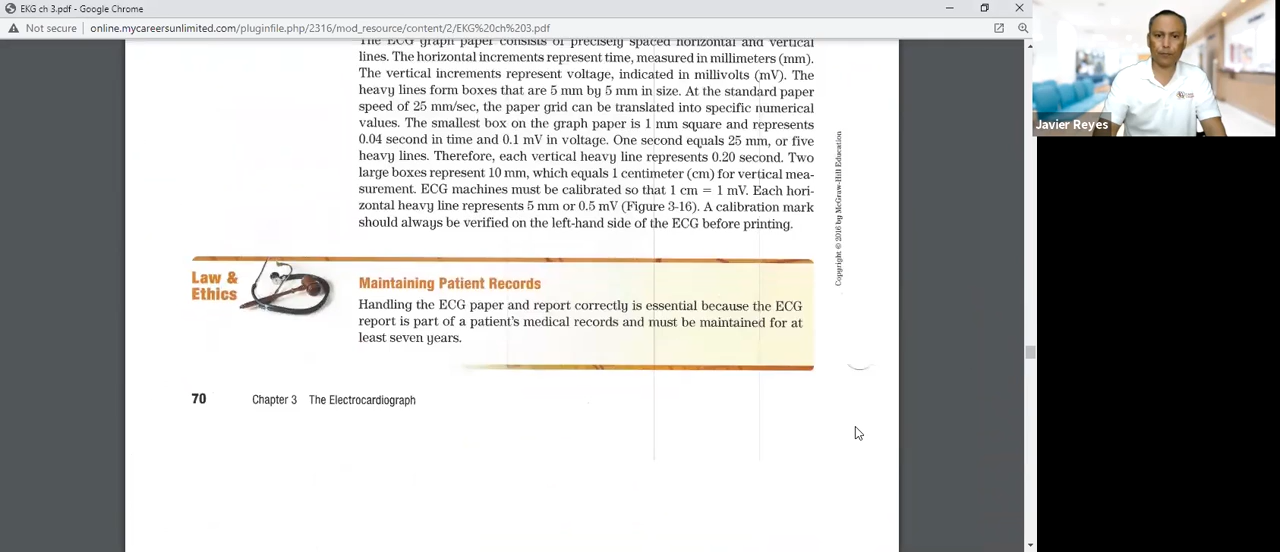 EKG ch 3.pdf - Google Chrome
Not secure | online.mycareersunlimited.com/pluginfile.php/2316/mod_resource/content/2/EKG%20ch%203.pdf
The ECG graph paper consists of precisely spaced horizontal and vertical
lines. The horizontal increments represent time, measured in millimeters (mm).
The vertical increments represent voltage, indicated in millivolts (mV). The
heavy lines form boxes that are 5 mm by 5 mm in size. At the standard paper
speed of 25 mm/sec, the paper grid can be translated into specific numerical
values. The smallest box on the graph paper is 1 mm square and represents
0.04 second in time and 0.1 mV in voltage. One second equals 25 mm, or five
heavy lines. Therefore, each vertical heavy line represents 0.20 second. Two
large boxes represent 10 mm, which equals 1 centimeter (cm) for vertical mea-
surement. ECG machines must be calibrated so that 1 cm = 1 mV. Each hori-
zontal heavy line represents 5 mm or 0.5 mV (Figure 3-16). A calibration mark
should always be verified on the left-hand side of the ECG before printing.
Copyright © 2016 by McGraw-Hill Education
Law &
Ethics
Maintaining Patient Records
Handling the ECG paper and report correctly is essential because the ECG
report is part of a patient's medical records and must be maintained for at
least seven years.
70 Chapter 3 The Electrocardiograph
Javier Reyes